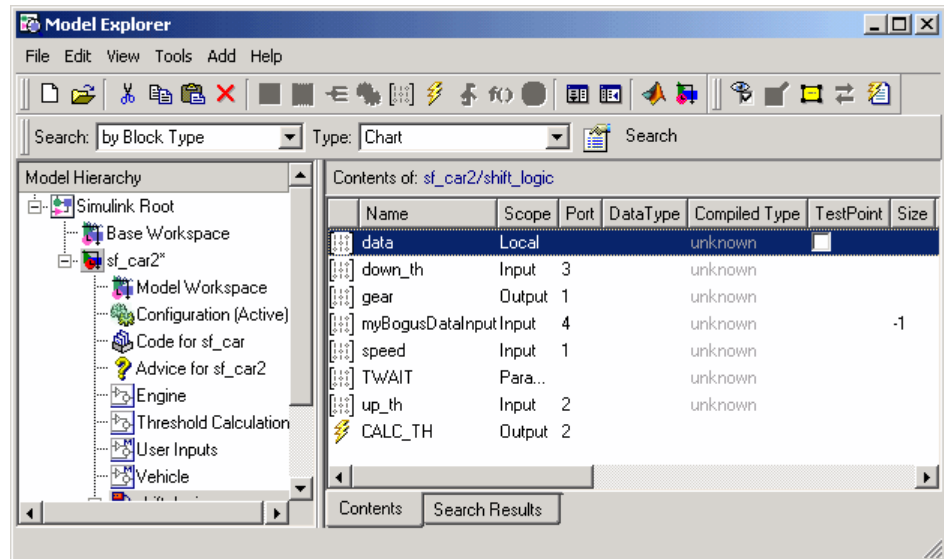 Model Explorer
File Edit View Tools Add Help
Search: by Block Type Type: Chart Search
Model Hierarchy
Simulink Root
Base Workspace
sf_car2*
Model Workspace
Configuration (Active)
Code for sf_car
Advice for sf_car2
Engine
Threshold Calculation
User Inputs
Vehicle
Contents of: sf_car2/shift_logic
Name Scope Port DataType Compiled Type TestPoint Size
data Local unknown
down_th Input 3 unknown
gear Output 1 unknown
myBogusDataInput Input 4 unknown -1
speed Input 1 unknown
TWAIT Para... unknown
up_th Input 2 unknown
CALC_TH Output 2
Contents Search Results